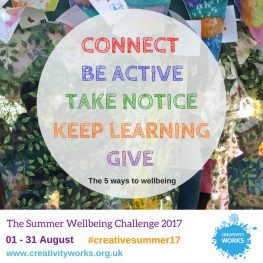 CONNECT
BE ACTIVE
TAKE NOTICE
KEEP LEARNING
GIVE
The 5 ways to wellbeing
The Summer Wellbeing Challenge 2017
01 - 31 August #creativesummer17
www.creativityworks.org.uk
CREATIVITY
WORKS